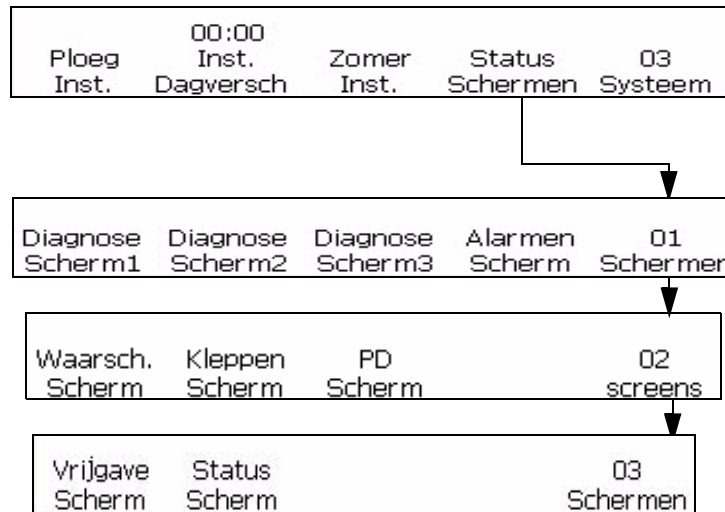 00:00
Ploeg Inst. Zomer Status 03
Inst. Dagversch Inst. Schermen Systeem
Diagnose Diagnose Diagnose Alarmen 01
Scherm1 Scherm2 Scherm3 Scherm Schermen
Waarsch. Kleppen PD 02
Scherm Scherm Scherm screens
Vrijgave Status 03
Scherm Scherm Schermen